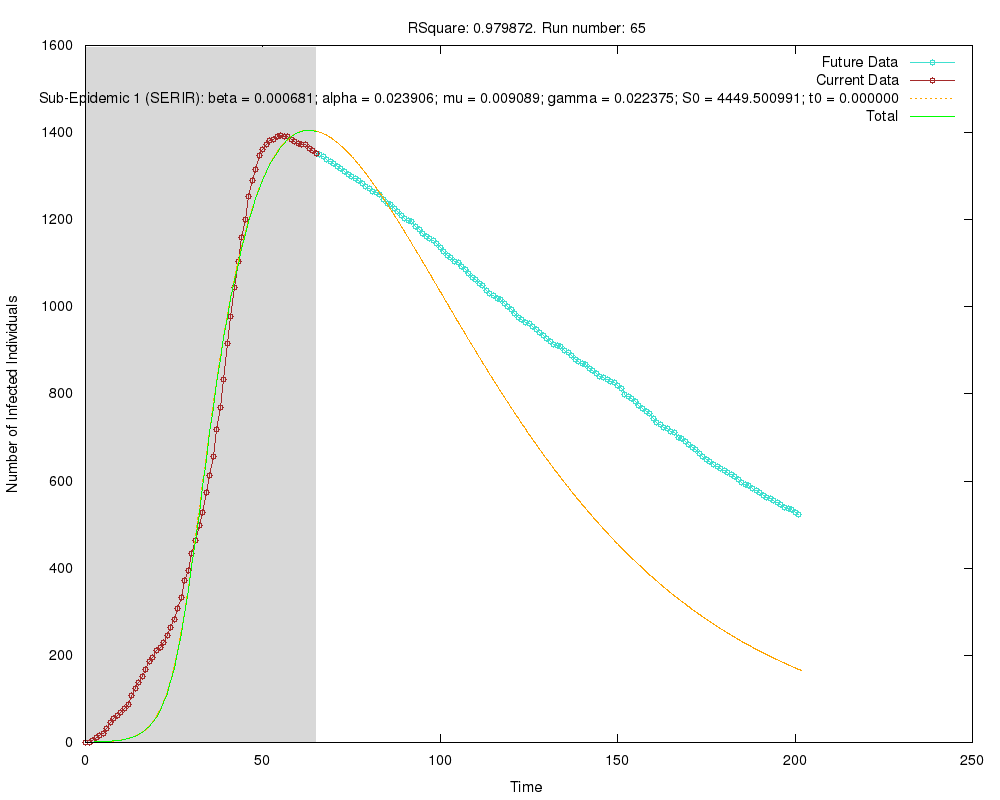 RSquare: 0.979872. Run number: 65
1600
1400
1200
1000
800
600
400
200
0
Number of Infected Individuals
Future Data
Current Data
Sub-Epidemic 1 (SERIR): beta = 0.000681; alpha = 0.023906; mu = 0.009089; gamma = 0.022375; S0 = 4449.500991; t0 = 0.000000
Total
0 50 100 150 200 250
Time